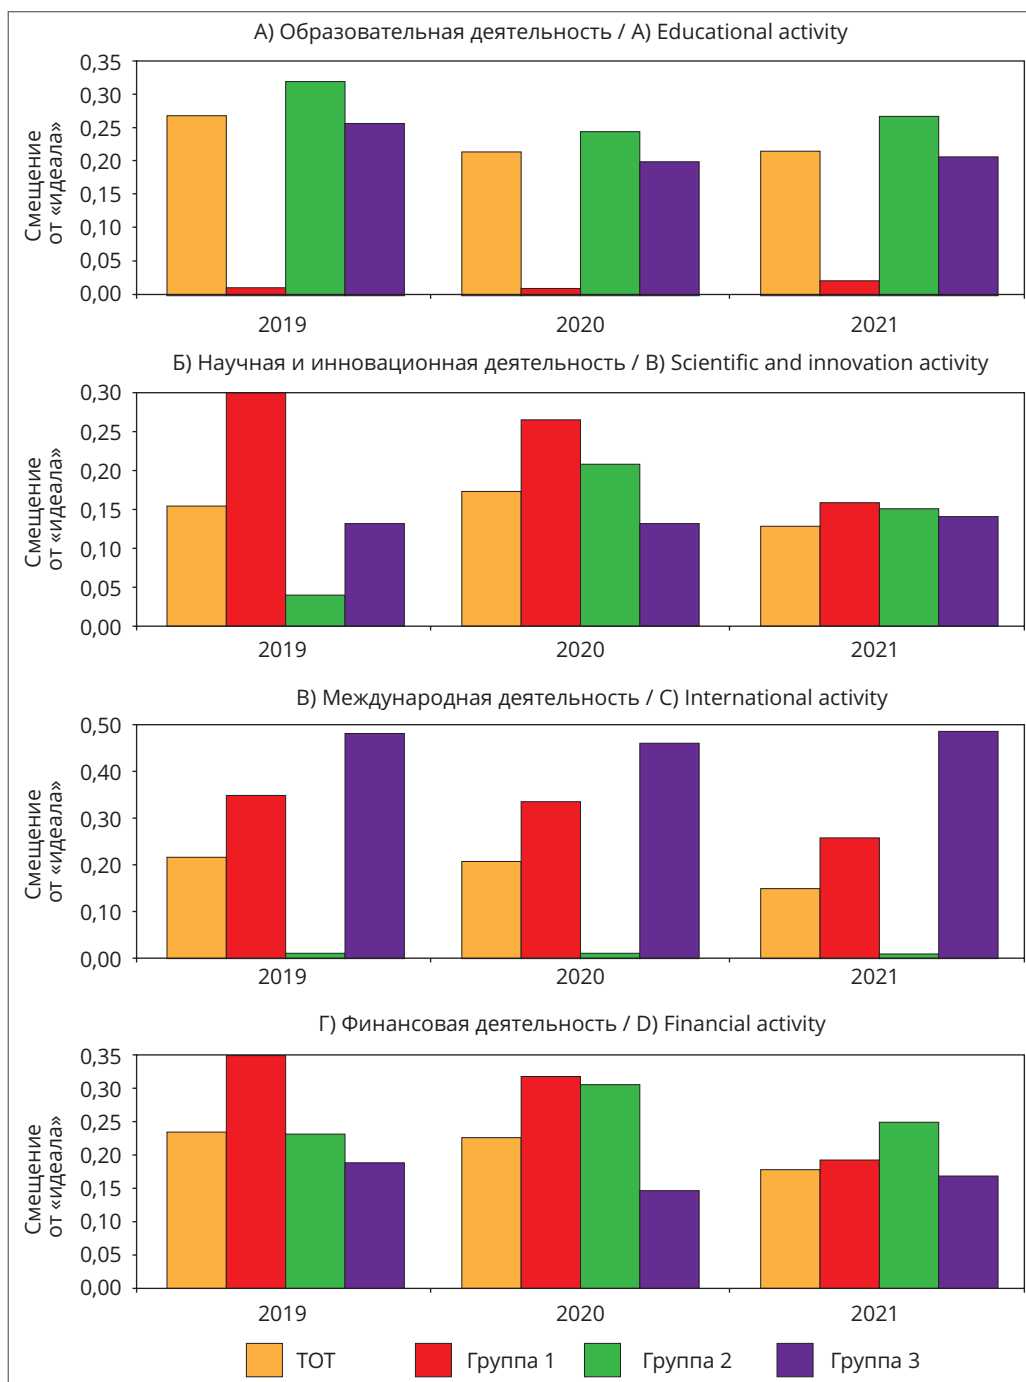 А) Образовательная деятельность / A) Educational activity
Смещение
от «идеала»
0,35
0,30
0,25
0,20
0,15
0,10
0,05
0,00
2019 2020 2021
Б) Научная и инновационная деятельность / B) Scientific and innovation activity
Смещение
от «идеала»
0,30
0,25
0,20
0,15
0,10
0,05
0,00
2019 2020 2021
В) Международная деятельность / C) International activity
Смещение
от «идеала»
0,50
0,40
0,30
0,20
0,10
0,00
2019 2020 2021
Г) Финансовая деятельность / D) Financial activity
Смещение
от «идеала»
0,35
0,30
0,25
0,20
0,15
0,10
0,05
0,00
2019 2020 2021
ТОТ Группа 1 Группа 2 Группа 3